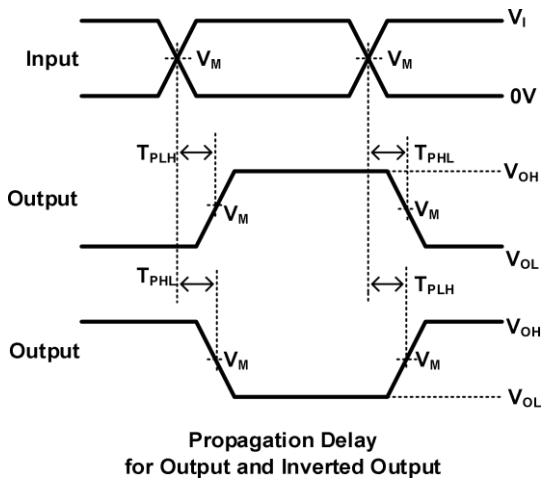 V_I
Input
V_M
V_M
0V
T_PLH
T_PHL
V_OH
Output
V_M
V_M
V_OL
T_PHL
T_PLH
V_OH
Output
V_M
V_M
V_OL
Propagation Delay
for Output and Inverted Output